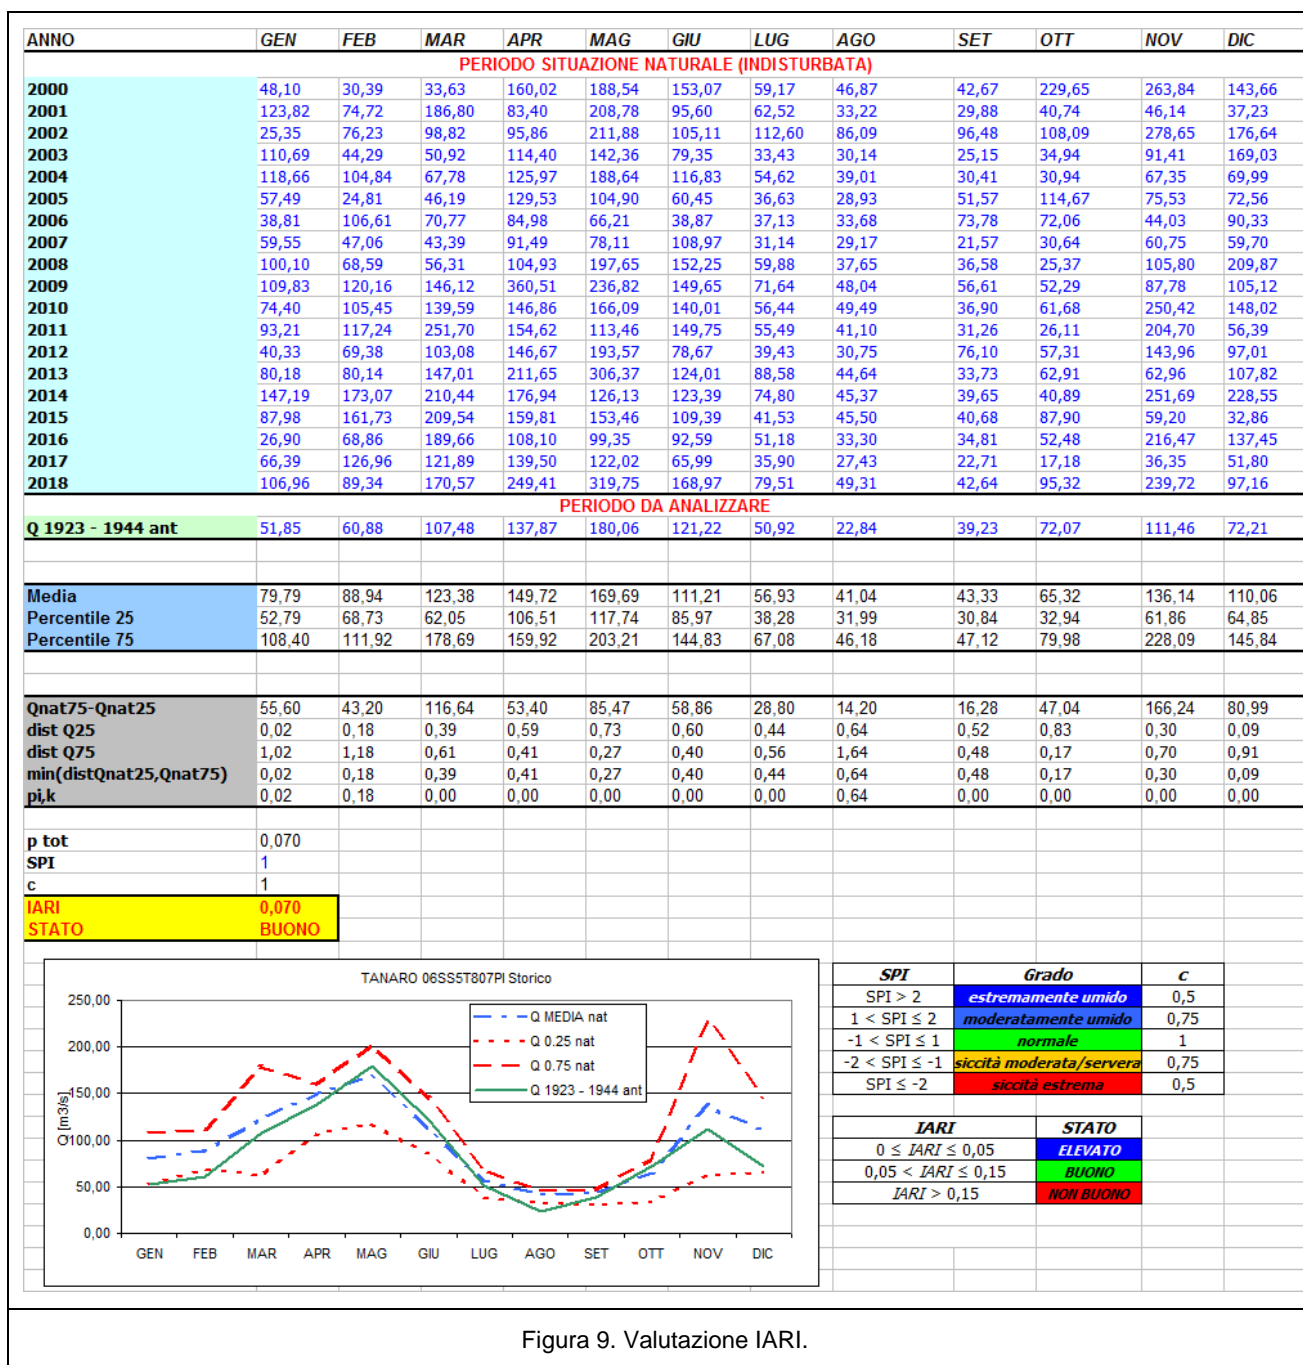 ANNO GEN FEB MAR APR MAG GIU LUG AGO SET OTT NOV DIC
PERIODO SITUAZIONE NATURALE (INDISTURBATA)
2000 48,10 30,39 33,63 160,02 188,54 153,07 59,17 46,87 42,67 229,65 263,84 143,66
2001 123,82 74,72 186,80 83,40 208,78 95,60 62,52 33,22 29,88 40,74 46,14 37,23
2002 25,35 76,23 98,82 95,86 211,88 105,11 112,60 86,09 96,48 108,09 278,65 176,64
2003 110,69 44,29 50,92 114,40 142,36 79,35 33,43 30,14 25,15 34,94 91,41 169,03
2004 118,66 104,84 67,78 125,97 188,64 116,83 54,62 39,01 30,41 30,94 67,35 69,99
2005 57,49 24,81 46,19 129,53 104,90 60,45 36,63 28,93 51,57 114,67 75,53 72,56
2006 38,81 106,61 70,77 84,98 66,21 38,87 37,13 33,68 73,78 72,06 44,03 90,33
2007 59,55 47,06 43,39 91,49 78,11 108,97 31,14 29,17 21,57 30,64 60,75 59,70
2008 100,10 68,59 56,31 104,93 197,65 152,25 59,88 37,65 36,58 25,37 105,80 209,87
2009 109,83 120,16 146,12 360,51 236,82 149,65 71,64 48,04 56,61 52,29 87,78 105,12
2010 74,40 105,45 139,59 146,86 166,09 140,01 56,44 49,49 36,90 61,68 250,42 148,02
2011 93,21 117,24 251,70 154,62 113,46 149,75 55,49 41,10 31,26 26,11 204,70 56,39
2012 40,33 69,38 103,08 146,67 193,57 78,67 39,43 30,75 76,10 57,31 143,96 97,01
2013 80,18 80,14 147,01 211,65 306,37 124,01 88,58 44,64 33,73 62,91 62,96 107,82
2014 147,19 173,07 210,44 176,94 126,13 123,39 74,80 45,37 39,65 40,89 251,69 228,55
2015 87,98 161,73 209,54 159,81 153,46 109,39 41,53 45,50 40,68 87,90 59,20 32,86
2016 26,90 68,86 189,66 108,10 99,35 92,59 51,18 33,30 34,81 52,48 216,47 137,45
2017 66,39 126,96 121,89 139,50 122,02 65,99 35,90 27,43 22,71 17,18 36,35 51,80
2018 106,96 89,34 170,57 249,41 319,75 168,97 79,51 49,31 42,64 95,32 239,72 97,16
PERIODO DA ANALIZZARE
Q 1923 - 1944 ant 51,85 60,88 107,48 137,87 180,06 121,22 50,92 22,84 39,23 72,07 111,46 72,21
Media 79,79 88,94 123,38 149,72 169,69 111,21 56,93 41,04 43,33 65,32 136,14 110,06
Percentile 25 52,79 68,73 62,05 106,51 117,74 85,97 38,28 31,99 30,84 32,94 61,86 64,85
Percentile 75 108,40 111,92 178,69 159,92 203,21 144,83 67,08 46,18 47,12 79,98 228,09 145,84
Qnat75-Qnat25 55,60 43,20 116,64 53,40 85,47 58,86 28,80 14,20 16,28 47,04 166,24 80,99
dist Q25 0,02 0,18 0,39 0,59 0,73 0,60 0,44 0,64 0,52 0,83 0,30 0,09
dist Q75 1,02 1,18 0,61 0,41 0,27 0,40 0,56 1,64 0,48 0,17 0,70 0,91
min(distQnat25,Qnat75) 0,02 0,18 0,39 0,41 0,27 0,40 0,44 0,64 0,48 0,17 0,30 0,09
pi,k 0,02 0,18 0,00 0,00 0,00 0,00 0,00 0,64 0,00 0,00 0,00 0,00
p tot 0,070
SPI 1
c 1
IARI 0,070
STATO BUONO
TANARO 06SS5T807PI Storico
Q [m3/s]
250,00
200,00
150,00
100,00
50,00
0,00
Q MEDIA nat
Q 0.25 nat
Q 0.75 nat
Q 1923 - 1944 ant
GEN FEB MAR APR MAG GIU LUG AGO SET OTT NOV DIC
SPI Grado c
SPI > 2 estremamente umido 0,5
1 < SPI ≤ 2 moderatamente umido 0,75
-1 < SPI ≤ 1 normale 1
-2 < SPI ≤ -1 siccità moderata/servera 0,75
SPI ≤ -2 siccità estrema 0,5
IARI STATO
0 ≤ IARI ≤ 0,05 ELEVATO
0,05 < IARI ≤ 0,15 BUONO
IARI > 0,15 NON BUONO
Figura 9. Valutazione IARI.